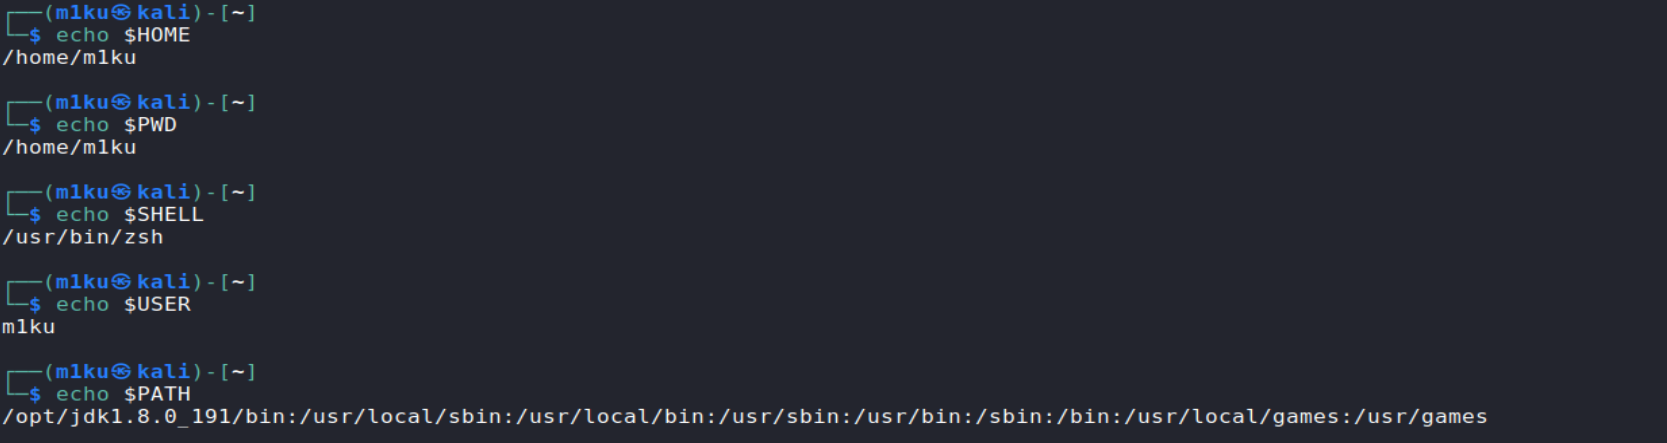 ┌──(m1ku㉿kali)-[~]
└─$ echo $HOME
/home/m1ku
┌──(m1ku㉿kali)-[~]
└─$ echo $PWD
/home/m1ku
┌──(m1ku㉿kali)-[~]
└─$ echo $SHELL
/usr/bin/zsh
┌──(m1ku㉿kali)-[~]
└─$ echo $USER
m1ku
┌──(m1ku㉿kali)-[~]
└─$ echo $PATH
/opt/jdk1.8.0_191/bin:/usr/local/sbin:/usr/local/bin:/usr/sbin:/usr/bin:/sbin:/bin:/usr/local/games:/usr/games